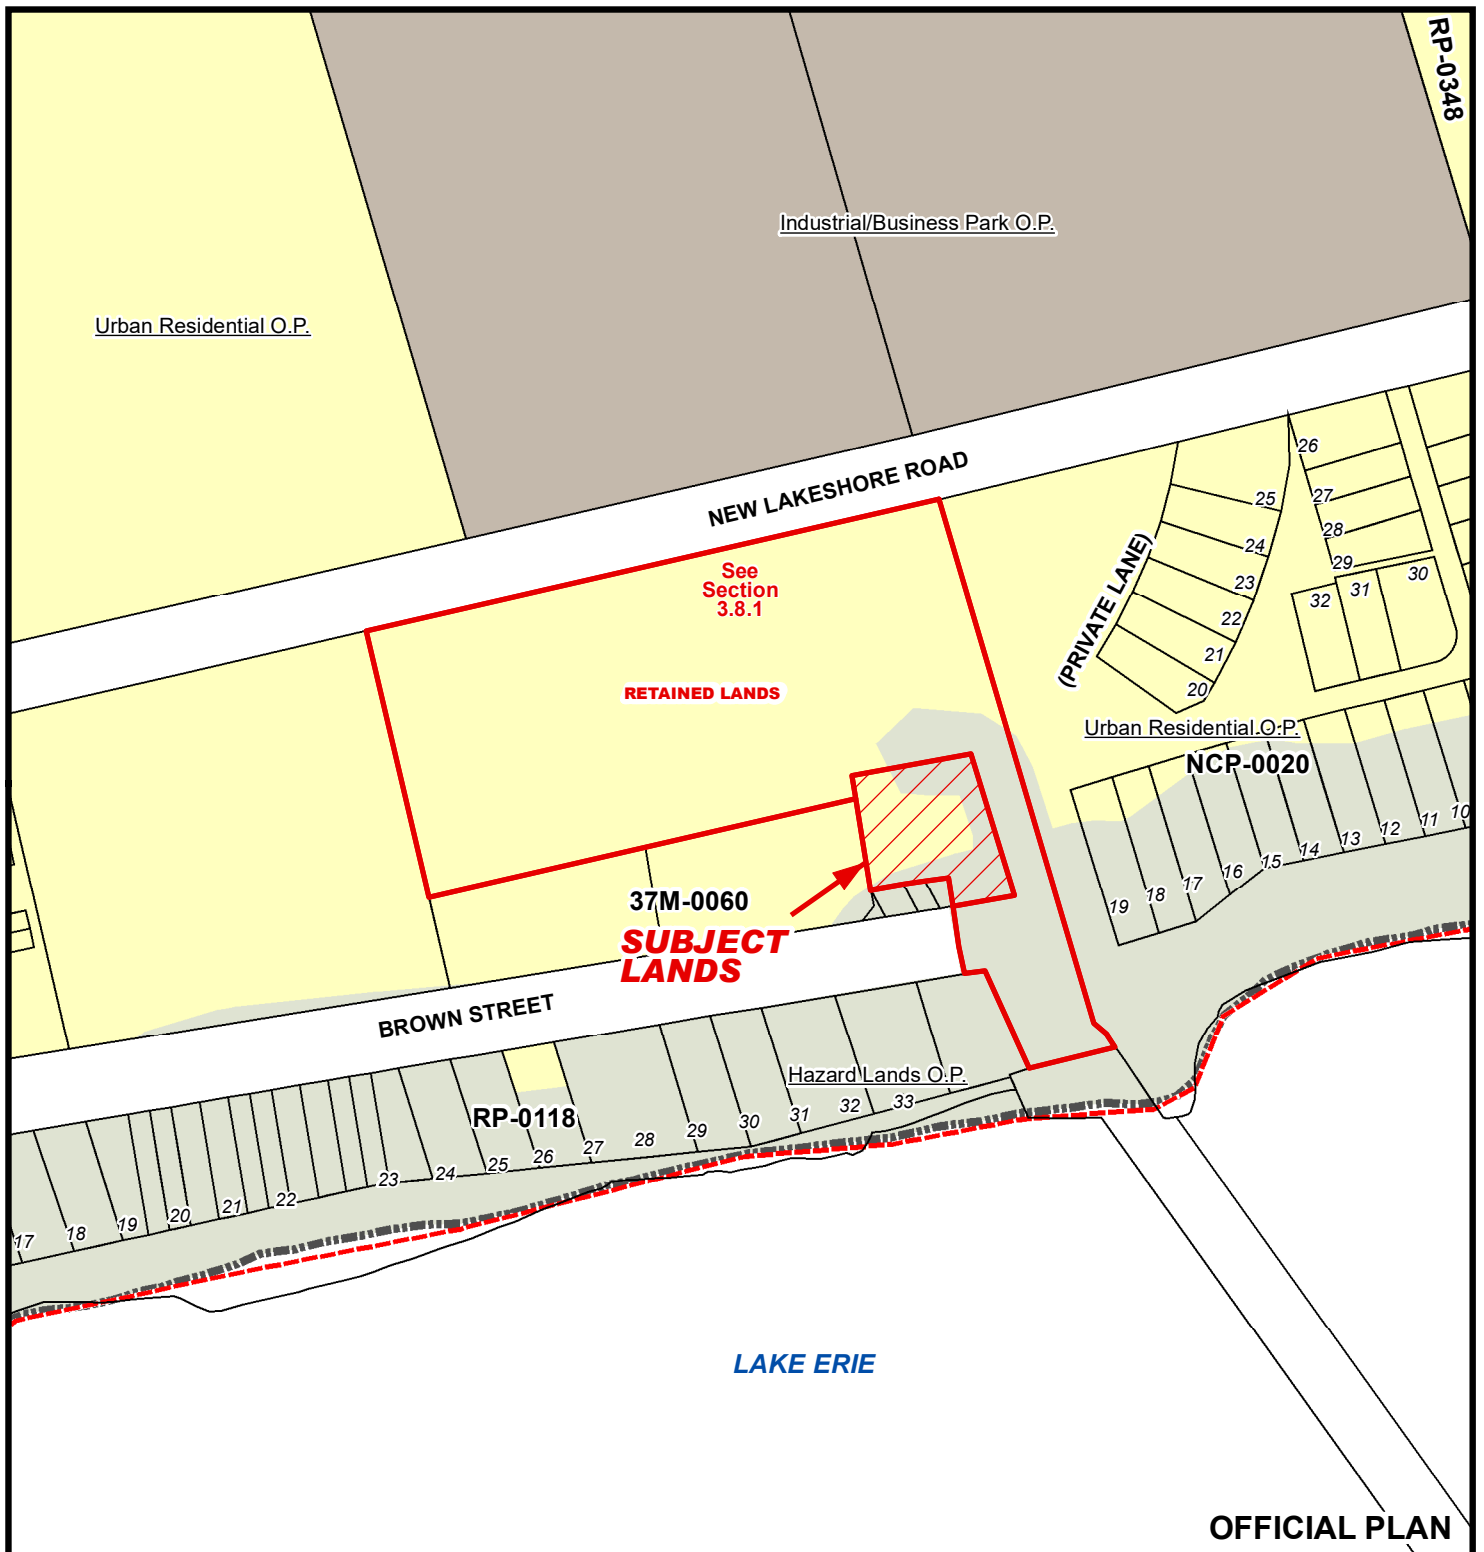 RP-0348
Industrial/Business Park O.P.
Urban Residential O.P.
NEW LAKESHORE ROAD
See
Section
3.8.1
RETAINED LANDS
(PRIVATE LANE)
26
25
27
28
24
29
30
23
31
32
22
21
20
Urban Residential O.P.
NCP-0020
10
11
12
13
14
15
16
17
18
19
37M-0060
SUBJECT
LANDS
BROWN STREET
Hazard Lands O.P.
RP-0118
33
32
31
30
29
28
27
26
25
24
23
22
21
20
19
18
17
LAKE ERIE
OFFICIAL PLAN